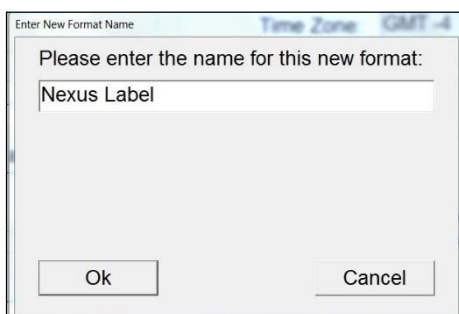 Enter New Format Name
Time Zone: GMT -4
Please enter the name for this new format:
Nexus Label
Ok
Cancel